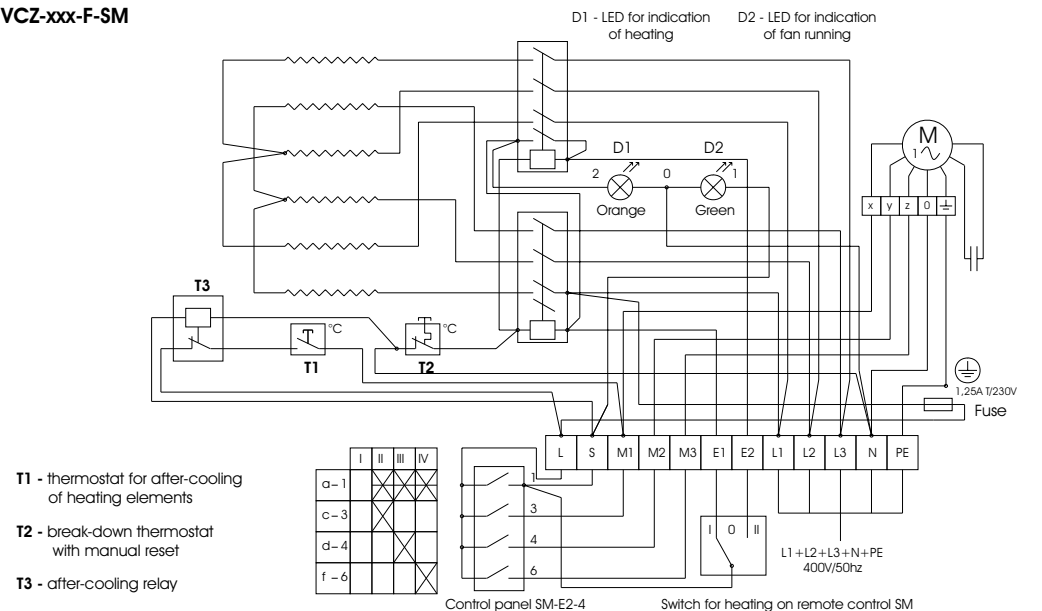 VCZ-xxx-F-SM
D1 - LED for indication
of heating
D2 - LED for indication
of fan running
M
1
D1
D2
2
0
1
Orange
Green
x y z 0
T3
°C
T1
°C
T2
1,25A T/230V
Fuse
L S M1 M2 M3 E1 E2 L1 L2 L3 N PE
T1 - thermostat for after-cooling
of heating elements
T2 - break-down thermostat
with manual reset
T3 - after-cooling relay
I II III IV
a-1
c-3
d-4
f-6
1
3
4
6
I 0 II
L1+L2+L3+N+PE
400V/50hz
Control panel SM-E2-4
Switch for heating on remote control SM